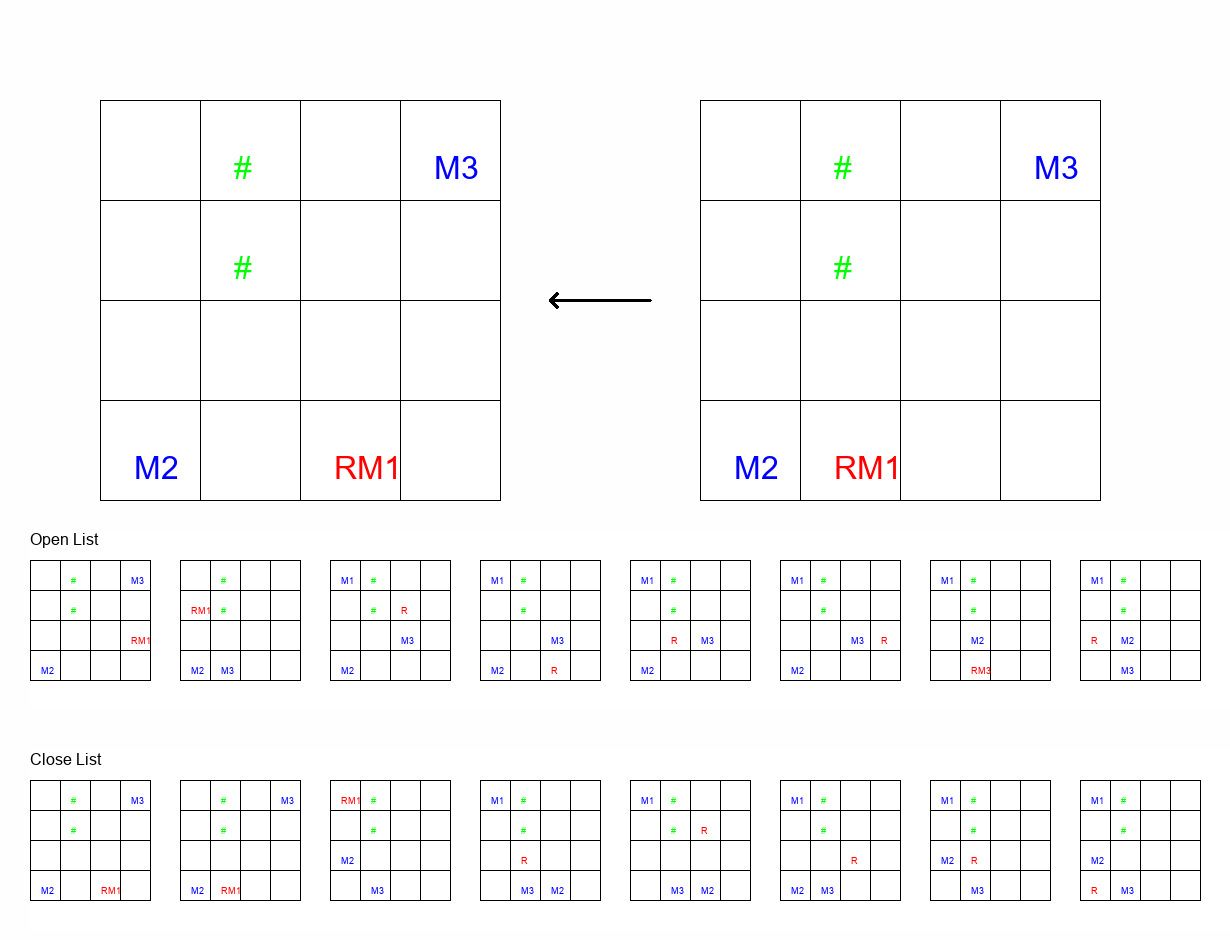 # # M3 M3
# #
M2 RM1 M2 RM1
Open List
# M3 # M1 # M1 # M1 # M1 # M1 # M1 #
# RM1 # # R # # # # #
RM1 M3 M3 R M3 M3 R M2 R M2
M2 M2 M3 M2 M2 R M2 M2 RM3 M3
Close List
# M3 # M3 RM1 # M1 # M1 # M1 # M1 # M1 #
# # # # # R # # #
M2 R R M2 R M2
M2 RM1 M2 RM1 M3 M3 M2 M3 M2 M2 M3 M3 R M3